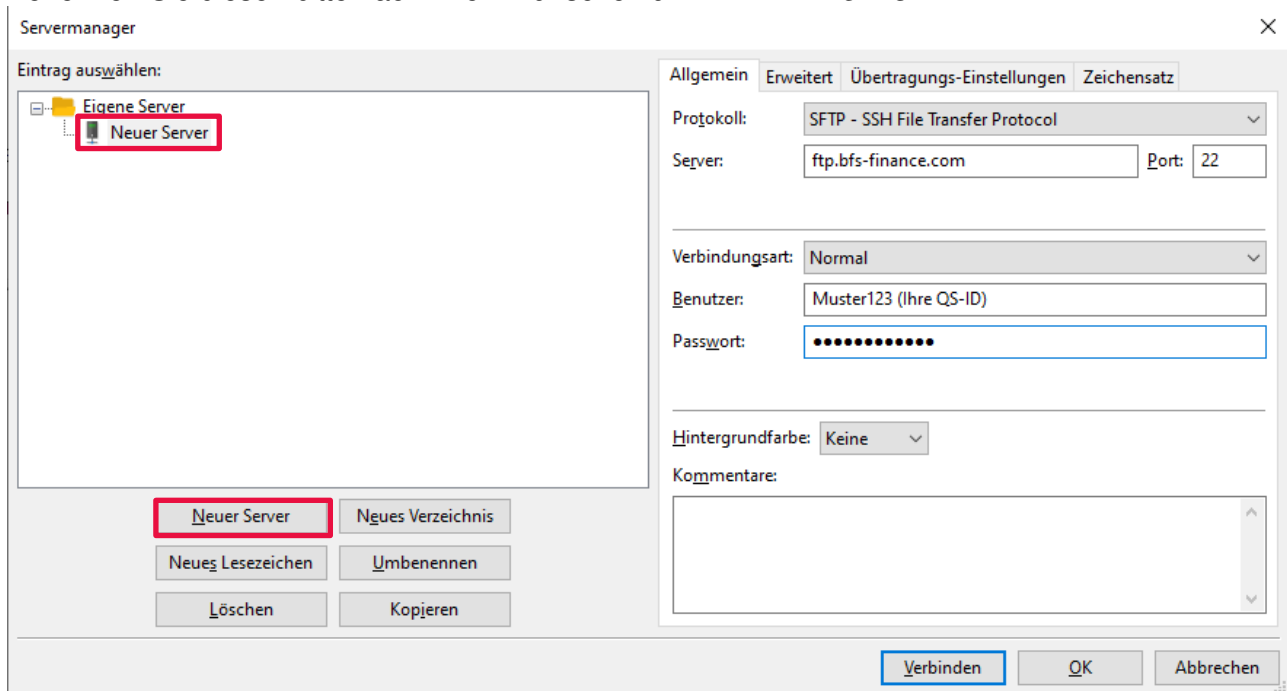 Servermanager
Eintrag auswählen:
Eigene Server
Neuer Server
Neuer Server
Neues Verzeichnis
Neues Lesezeichen
Umbenennen
Löschen
Kopieren
Allgemein
Erweitert
Übertragungs-Einstellungen
Zeichensatz
Protokoll:
SFTP - SSH File Transfer Protocol
Server:
ftp.bfs-finance.com
Port:
22
Verbindungsart:
Normal
Benutzer:
Muster123 (Ihre QS-ID)
Passwort:
●●●●●●●●●●●●
Hintergrundfarbe:
Keine
Kommentare:
Verbinden
OK
Abbrechen